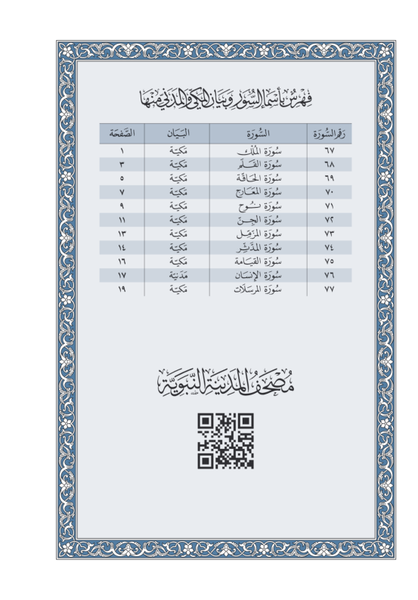 فهرس بأسماء السور وبيان المكي والمدني منها
رقم السورة السورة البيان الصفحة
٦٧ سورة الملك مكية ١
٦٨ سورة القلم مكية ٣
٦٩ سورة الحاقة مكية ٥
٧٠ سورة المعارج مكية ٧
٧١ سورة نوح مكية ٩
٧٢ سورة الجن مكية ١١
٧٣ سورة المزمل مكية ١٣
٧٤ سورة المدثر مكية ١٤
٧٥ سورة القيامة مكية ١٦
٧٦ سورة الإنسان مدنية ١٧
٧٧ سورة المرسلات مكية ١٩
مصحف المدينة النبوية